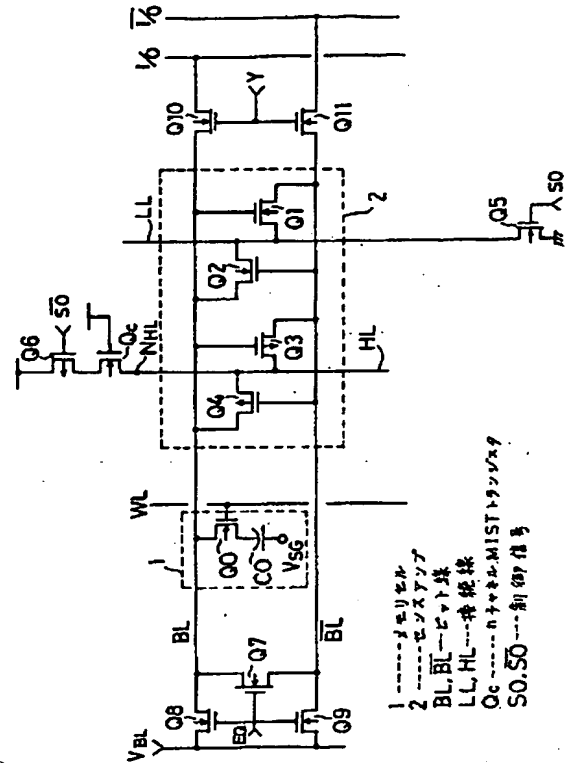 I/O
I/O
Q10
Y
Q11
LL
Q1
2
Q2
Q5
SO
SO
Q6
Qc
NHL
Q3
HL
Q4
WL
1
Q0
C0
VSG
BL
BL
Q7
Q8
EQ
Q9
VBL
1-----メモリセル
2-----センスアンプ
BL, BL---ビット線
LL, HL---接続線
Qc-----nチャネルMISTトランジスタ
SO, SO---制御信号